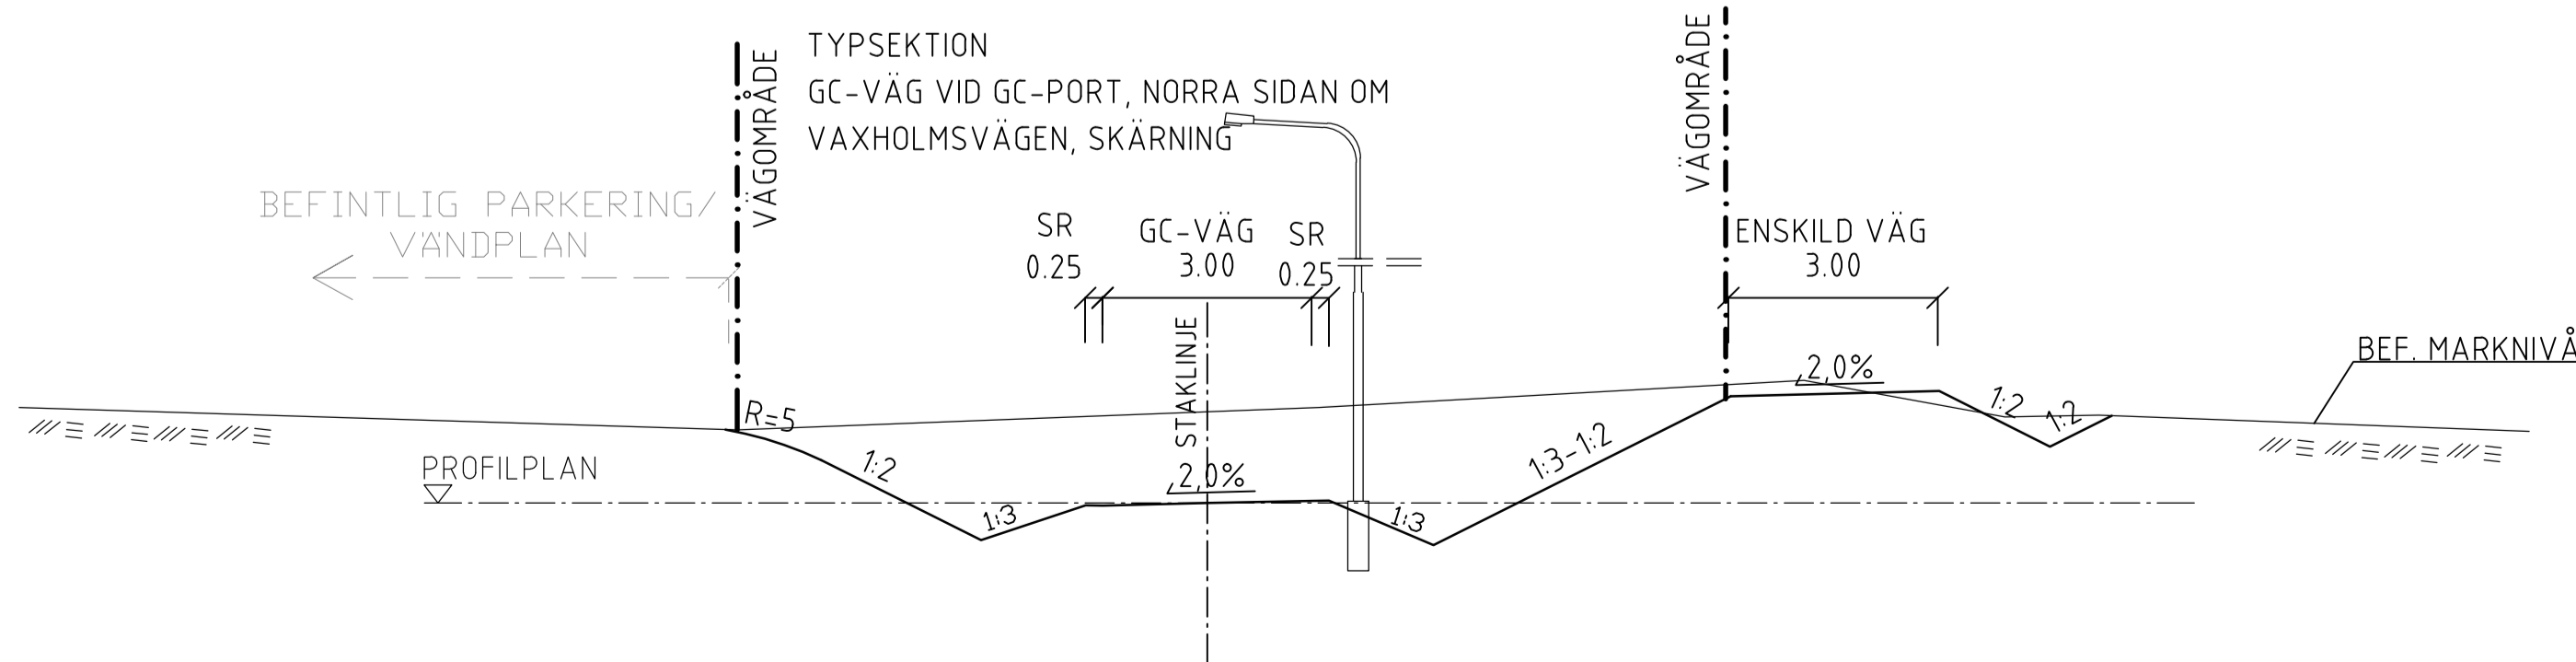 TYPSEKTION
GC-VÄG VID GC-PORT, NORRA SIDAN OM
VAXHOLMSVÄGEN, SKÄRNING
VÄGOMRÅDE
VÄGOMRÅDE
BEFINTLIG PARKERING/
VÄNDPLAN
SR
0.25
GC-VÄG
3.00
SR
0.25
ENSKILD VÄG
3.00
STAKLINJE
BEF. MARKNIVÅ
2,0%
R=5
1:2
1:2
1:3-1:2
PROFILPLAN
1:2
2,0%
1:3
1:3